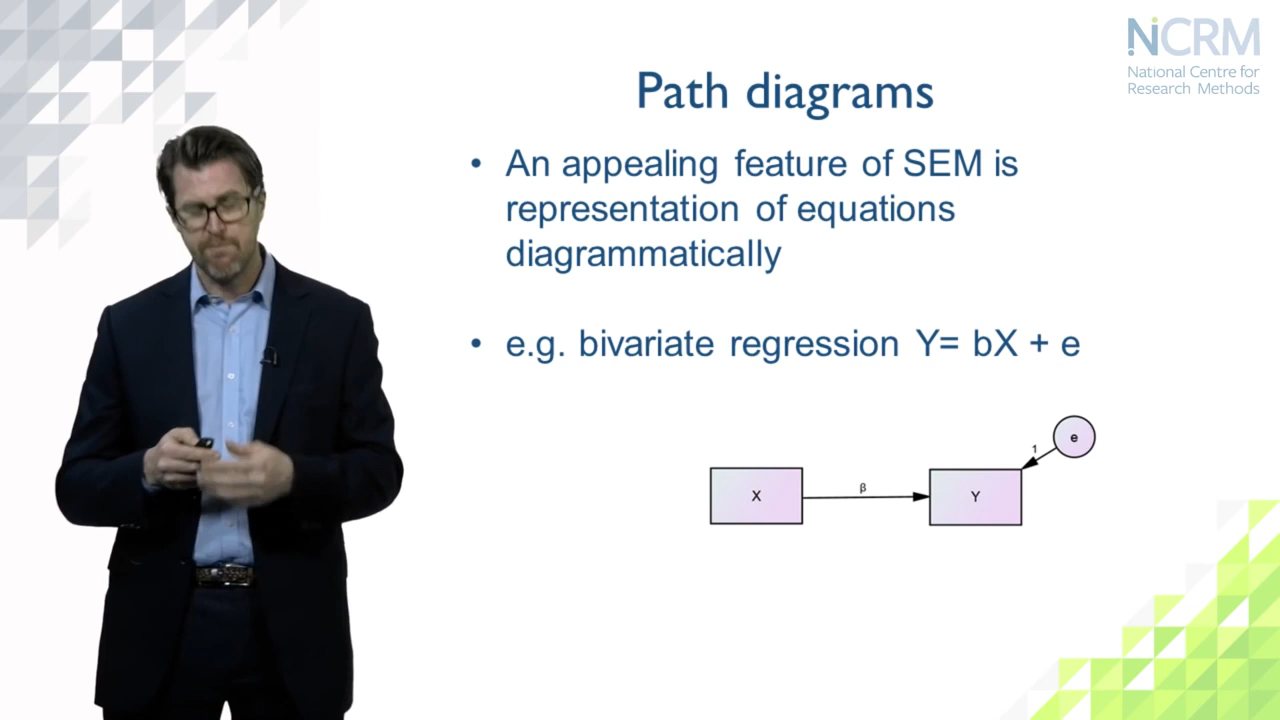 NCRM
National Centre for
Research Methods
Path diagrams
• An appealing feature of SEM is
representation of equations
diagrammatically
• e.g. bivariate regression Y= bX + e
e
1
X
β
Y